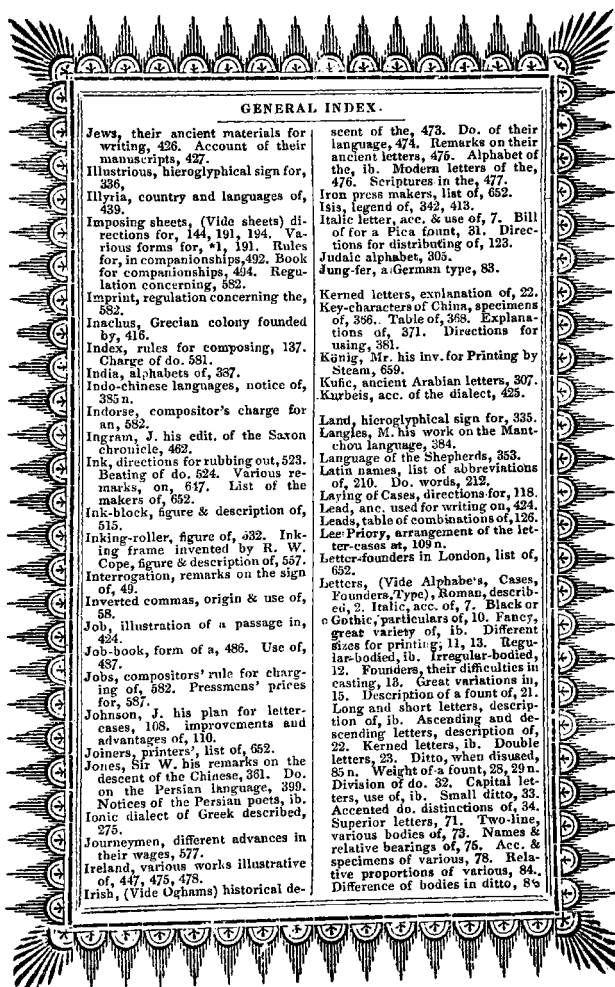 GENERAL INDEX.
Jews, their ancient materials for
writing, 426. Account of their
manuscripts, 427.
Illustrious, hieroglyphical sign for,
336,
Illyria, country and languages of,
439.
Imposing sheets, (Vide sheets) di-
rections for, 144, 191, 194. Va-
rious forms for, *1, 191. Rules
for, in companionships, 492. Book
for companionships, 494. Regu-
lation concerning, 582.
Imprint, regulation concerning the,
582.
Inachus, Grecian colony founded
by, 416.
Index, rules for composing, 137.
Charge of do. 581.
India, alphabets of, 337.
Indo-chinese languages, notice of,
385 n.
Indorse, compositor's charge for
an, 582.
Ingram, J. his edit. of the Saxon
chronicle, 462.
Ink, directions for rubbing out, 523.
Beating of do. 524. Various re-
marks, on, 647. List of the
makers of, 652.
Ink-block, figure & description of,
515.
Inking-roller, figure of, 532. Ink-
ing frame invented by R. W.
Cope, figure & description of, 557.
Interrogation, remarks on the sign
of, 49.
Inverted commas, origin & use of,
58.
Job, illustration of a passage in,
424.
Job-book, form of a, 486. Use of,
487.
Jobs, compositors' rule for charg-
ing of, 582. Pressmens' prices
for, 587.
Johnson, J. his plan for letter-
cases, 108. improvements and
advantages of, 110.
Joiners, printers', list of, 652.
Jones, Sir W. his remarks on the
descent of the Chinese, 361. Do.
on the Persian language, 399.
Notices of the Persian poets, ib.
Ionic dialect of Greek described,
275.
Journeymen, different advances in
their wages, 577.
Ireland, various works illustrative
of, 447, 475, 478.
Irish, (Vide Oghams) historical de-
scent of the, 473. Do. of their
language, 474. Remarks on their
ancient letters, 475. Alphabet of
the, ib. Modern letters of the,
476. Scriptures in the, 477.
Iron press makers, list of, 652.
Isis, legend of, 342, 413.
Italic letter, acc. & use of, 7. Bill
of for a Pica fount, 31. Direc-
tions for distributing of, 123.
Judaic alphabet, 305.
Jung-fer, a German type, 83.
Kerned letters, explanation of, 22.
Key-characters of China, specimens
of, 366. Table of, 368. Explana-
tions of, 371. Directions for
using, 381.
König, Mr. his inv. for Printing by
Steam, 659.
Kufic, ancient Arabian letters, 307.
Kurbeis, acc. of the dialect, 425.
Land, hieroglyphical sign for, 335.
Langles, M. his work on the Mant-
chou language, 384.
Language of the Shepherds, 353.
Latin names, list of abbreviations
of, 210. Do. words, 212.
Laying of Cases, directions for, 118.
Lead, anc. used for writing on, 424.
Leads, table of combinations of, 126.
Lee Priory, arrangement of the let-
ter-cases at, 109 n.
Letter-founders in London, list of,
652.
Letters, (Vide Alphabets, Cases,
Founders, Type), Roman, describ-
ed, 2. Italic, acc. of, 7. Black or
Gothic, particulars of, 10. Fancy,
great variety of, ib. Different
sizes for printing, 11, 13. Regu-
lar-bodied, ib. Irregular-bodied,
12. Founders, their difficulties in
casting, 13. Great variations in,
15. Description of a fount of, 21.
Long and short letters, descrip-
tion of, ib. Ascending and de-
scending letters, description of,
22. Kerned letters, ib. Double
letters, 23. Ditto, when disused,
85 n. Weight of a fount, 28, 29 n.
Division of do. 32. Capital let-
ters, use of, ib. Small ditto, 33.
Accented do. distinctions of, 34.
Superior letters, 71. Two-line,
various bodies of, 73. Names &
relative bearings of, 75. Acc. &
specimens of various, 78. Rela-
tive proportions of various, 84.
Difference of bodies in ditto,